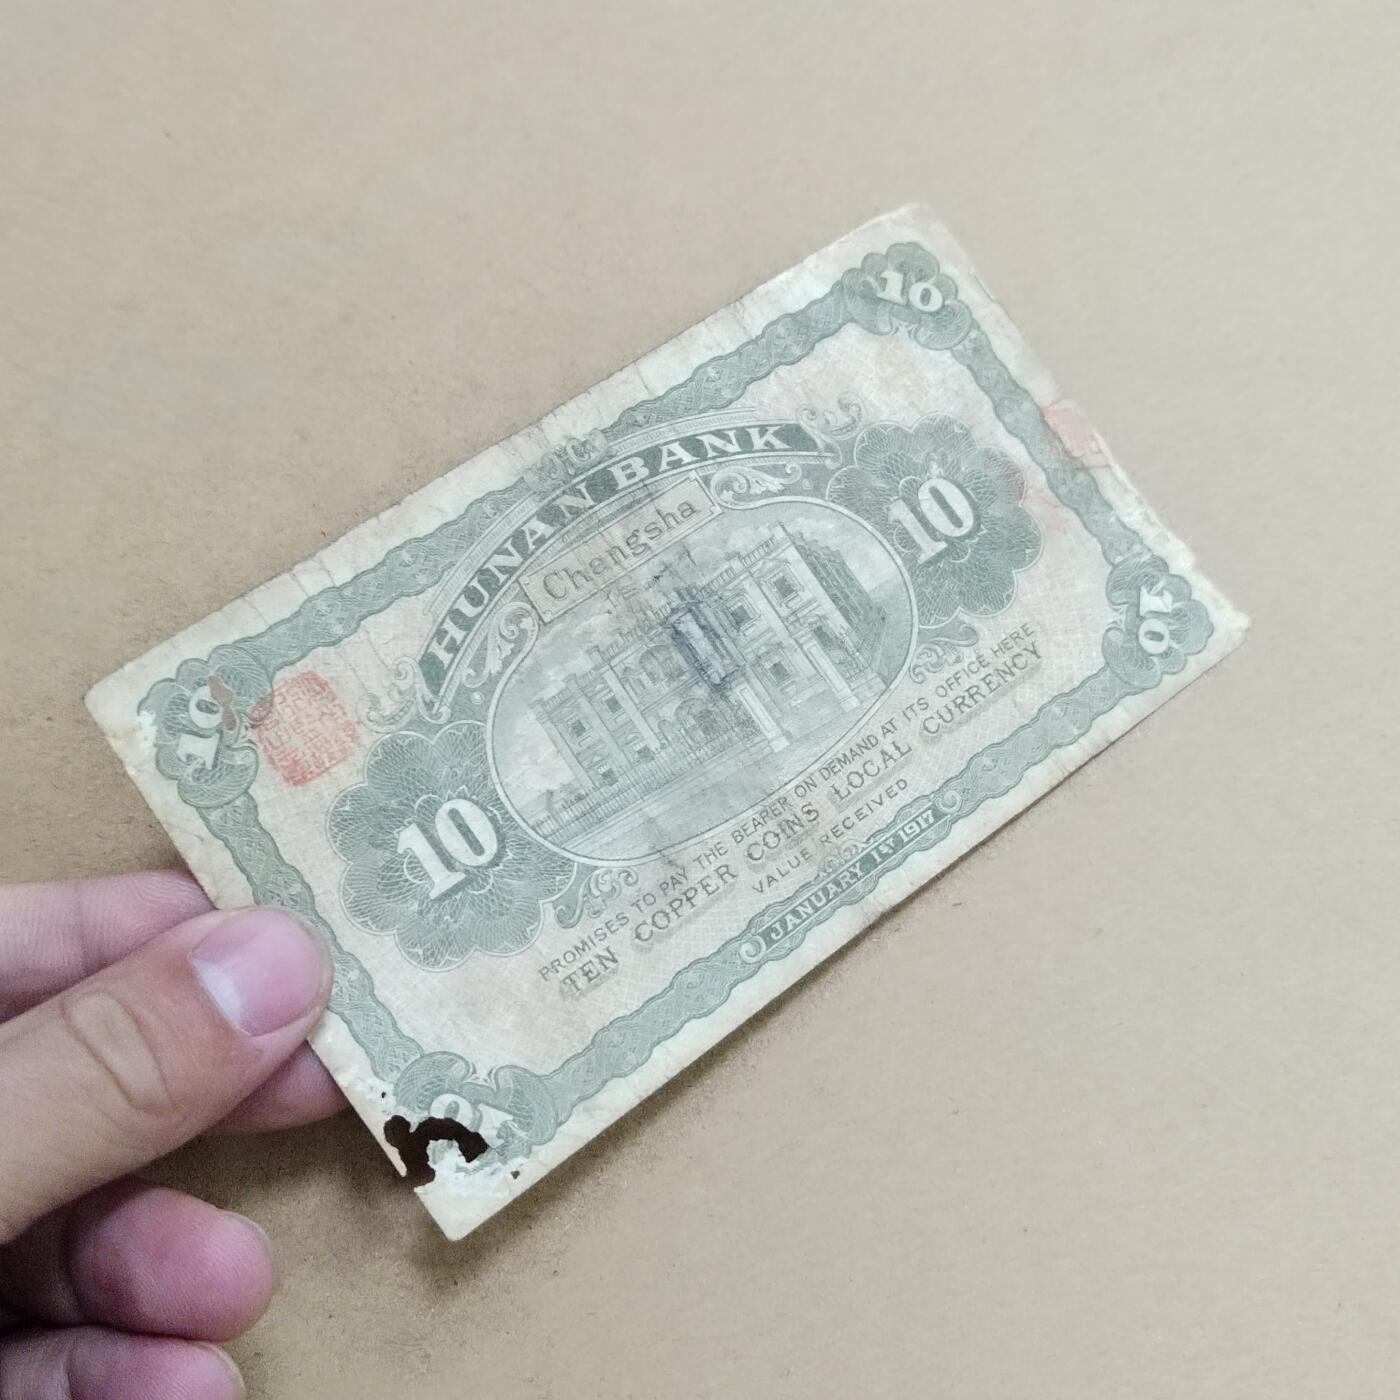 10
HUNAN BANK
Chengsha
10
10
10
10
PROMISES TO PAY THE BEARER ON DEMAND AT ITS OFFICE HERE
TEN COPPER COINS LOCAL CURRENCY
VALUE RECEIVED
JANUARY 1ST 1917